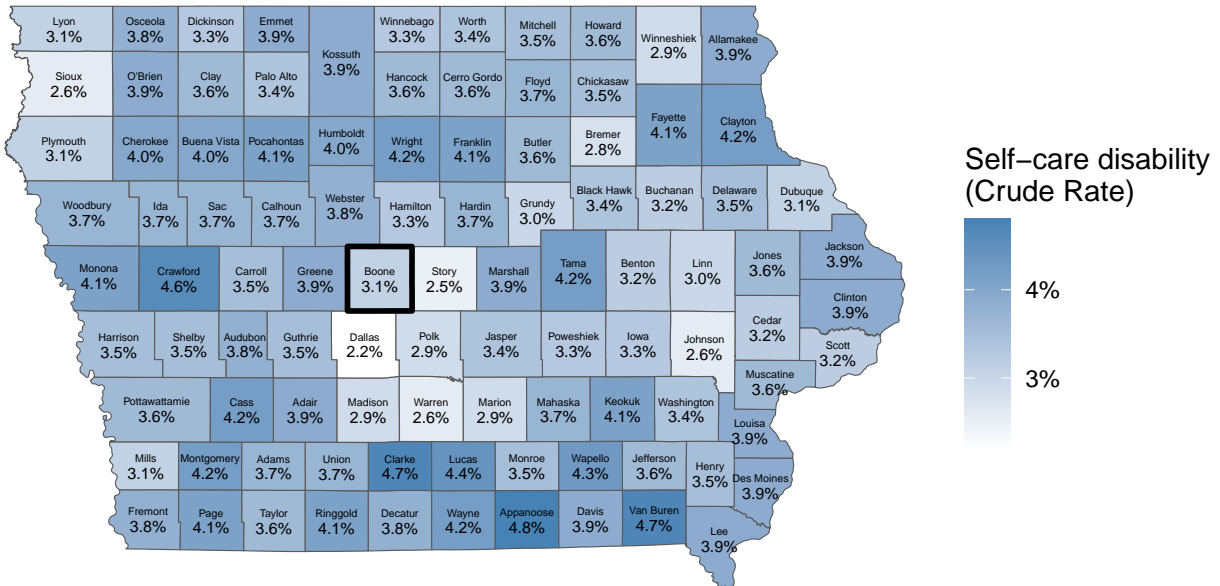 Lyon
3.1%
Osceola
3.8%
Dickinson
3.3%
Emmet
3.9%
Kossuth
3.9%
Winnebago
3.3%
Worth
3.4%
Mitchell
3.5%
Howard
3.6%
Winneshiek
2.9%
Allamakee
3.9%
Sioux
2.6%
O'Brien
3.9%
Clay
3.6%
Palo Alto
3.4%
Hancock
3.6%
Cerro Gordo
3.6%
Floyd
3.7%
Chickasaw
3.5%
Fayette
4.1%
Clayton
4.2%
Plymouth
3.1%
Cherokee
4.0%
Buena Vista
4.0%
Pocahontas
4.1%
Humboldt
4.0%
Wright
4.2%
Franklin
4.1%
Butler
3.6%
Bremer
2.8%
Woodbury
3.7%
Ida
3.7%
Sac
3.7%
Calhoun
3.7%
Webster
3.8%
Hamilton
3.3%
Hardin
3.7%
Grundy
3.0%
Black Hawk
3.4%
Buchanan
3.2%
Delaware
3.5%
Dubuque
3.1%
Monona
4.1%
Crawford
4.6%
Carroll
3.5%
Greene
3.9%
Boone
3.1%
Story
2.5%
Marshall
3.9%
Tama
4.2%
Benton
3.2%
Linn
3.0%
Jones
3.6%
Jackson
3.9%
Clinton
3.9%
Harrison
3.5%
Shelby
3.5%
Audubon
3.8%
Guthrie
3.5%
Dallas
2.2%
Polk
2.9%
Jasper
3.4%
Poweshiek
3.3%
Iowa
3.3%
Johnson
2.6%
Cedar
3.2%
Scott
3.2%
Muscatine
3.6%
Pottawattamie
3.6%
Cass
4.2%
Adair
3.9%
Madison
2.9%
Warren
2.6%
Marion
2.9%
Mahaska
3.7%
Keokuk
4.1%
Washington
3.4%
Louisa
3.9%
Mills
3.1%
Montgomery
4.2%
Adams
3.7%
Union
3.7%
Clarke
4.7%
Lucas
4.4%
Monroe
3.5%
Wapello
4.3%
Jefferson
3.6%
Henry
3.5%
Des Moines
3.9%
Fremont
3.8%
Page
4.1%
Taylor
3.6%
Ringgold
4.1%
Decatur
3.8%
Wayne
4.2%
Appanoose
4.8%
Davis
3.9%
Van Buren
4.7%
Lee
3.9%
Self−care disability
(Crude Rate)
4%
3%